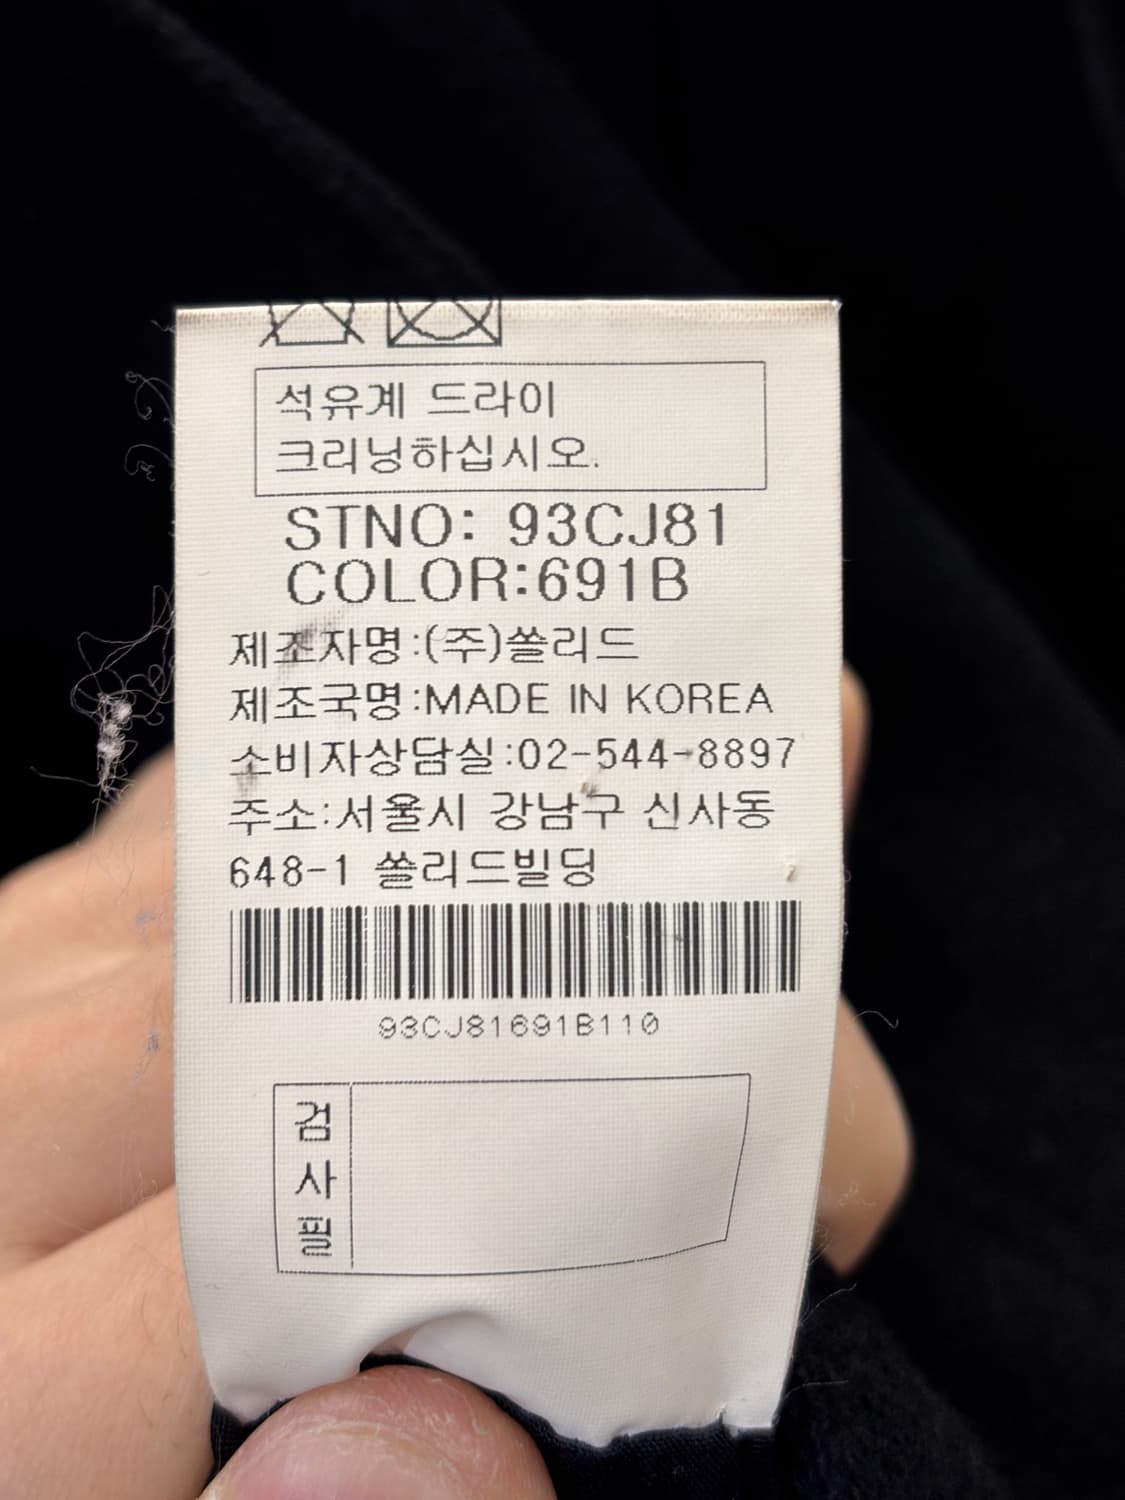 석유계 드라이
크리닝하십시오.
STNO: 93CJ81
COLOR:691B
제조자명:(주)쏠리드
제조국명:MADE IN KOREA
소비자상담실:02-544-8897
주소:서울시 강남구 신사동
648-1 쏠리드빌딩
93CJ81691B110
검
사
필